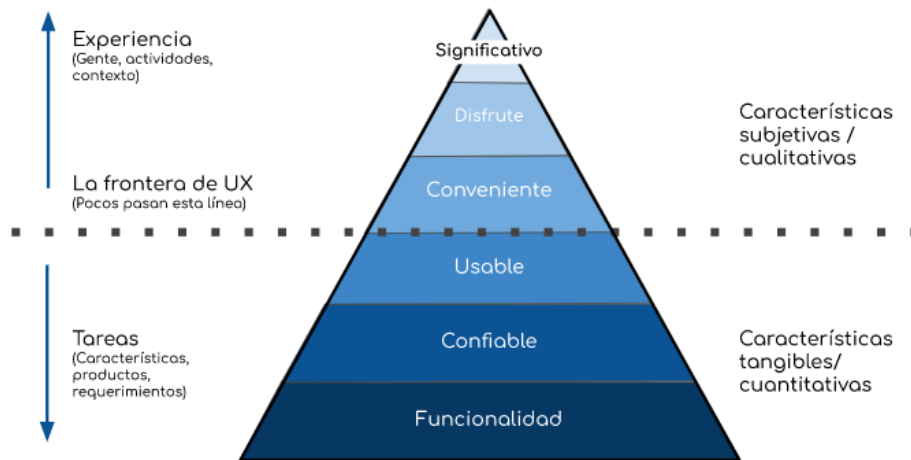 Experiencia
(Gente, actividades,
contexto)
La frontera de UX
(Pocos pasan esta línea)
Tareas
(Características,
productos,
requerimientos)
Significativo
Disfrute
Conveniente
Usable
Confiable
Funcionalidad
Características
subjetivas /
cualitativas
Características
tangibles/
cuantitativas